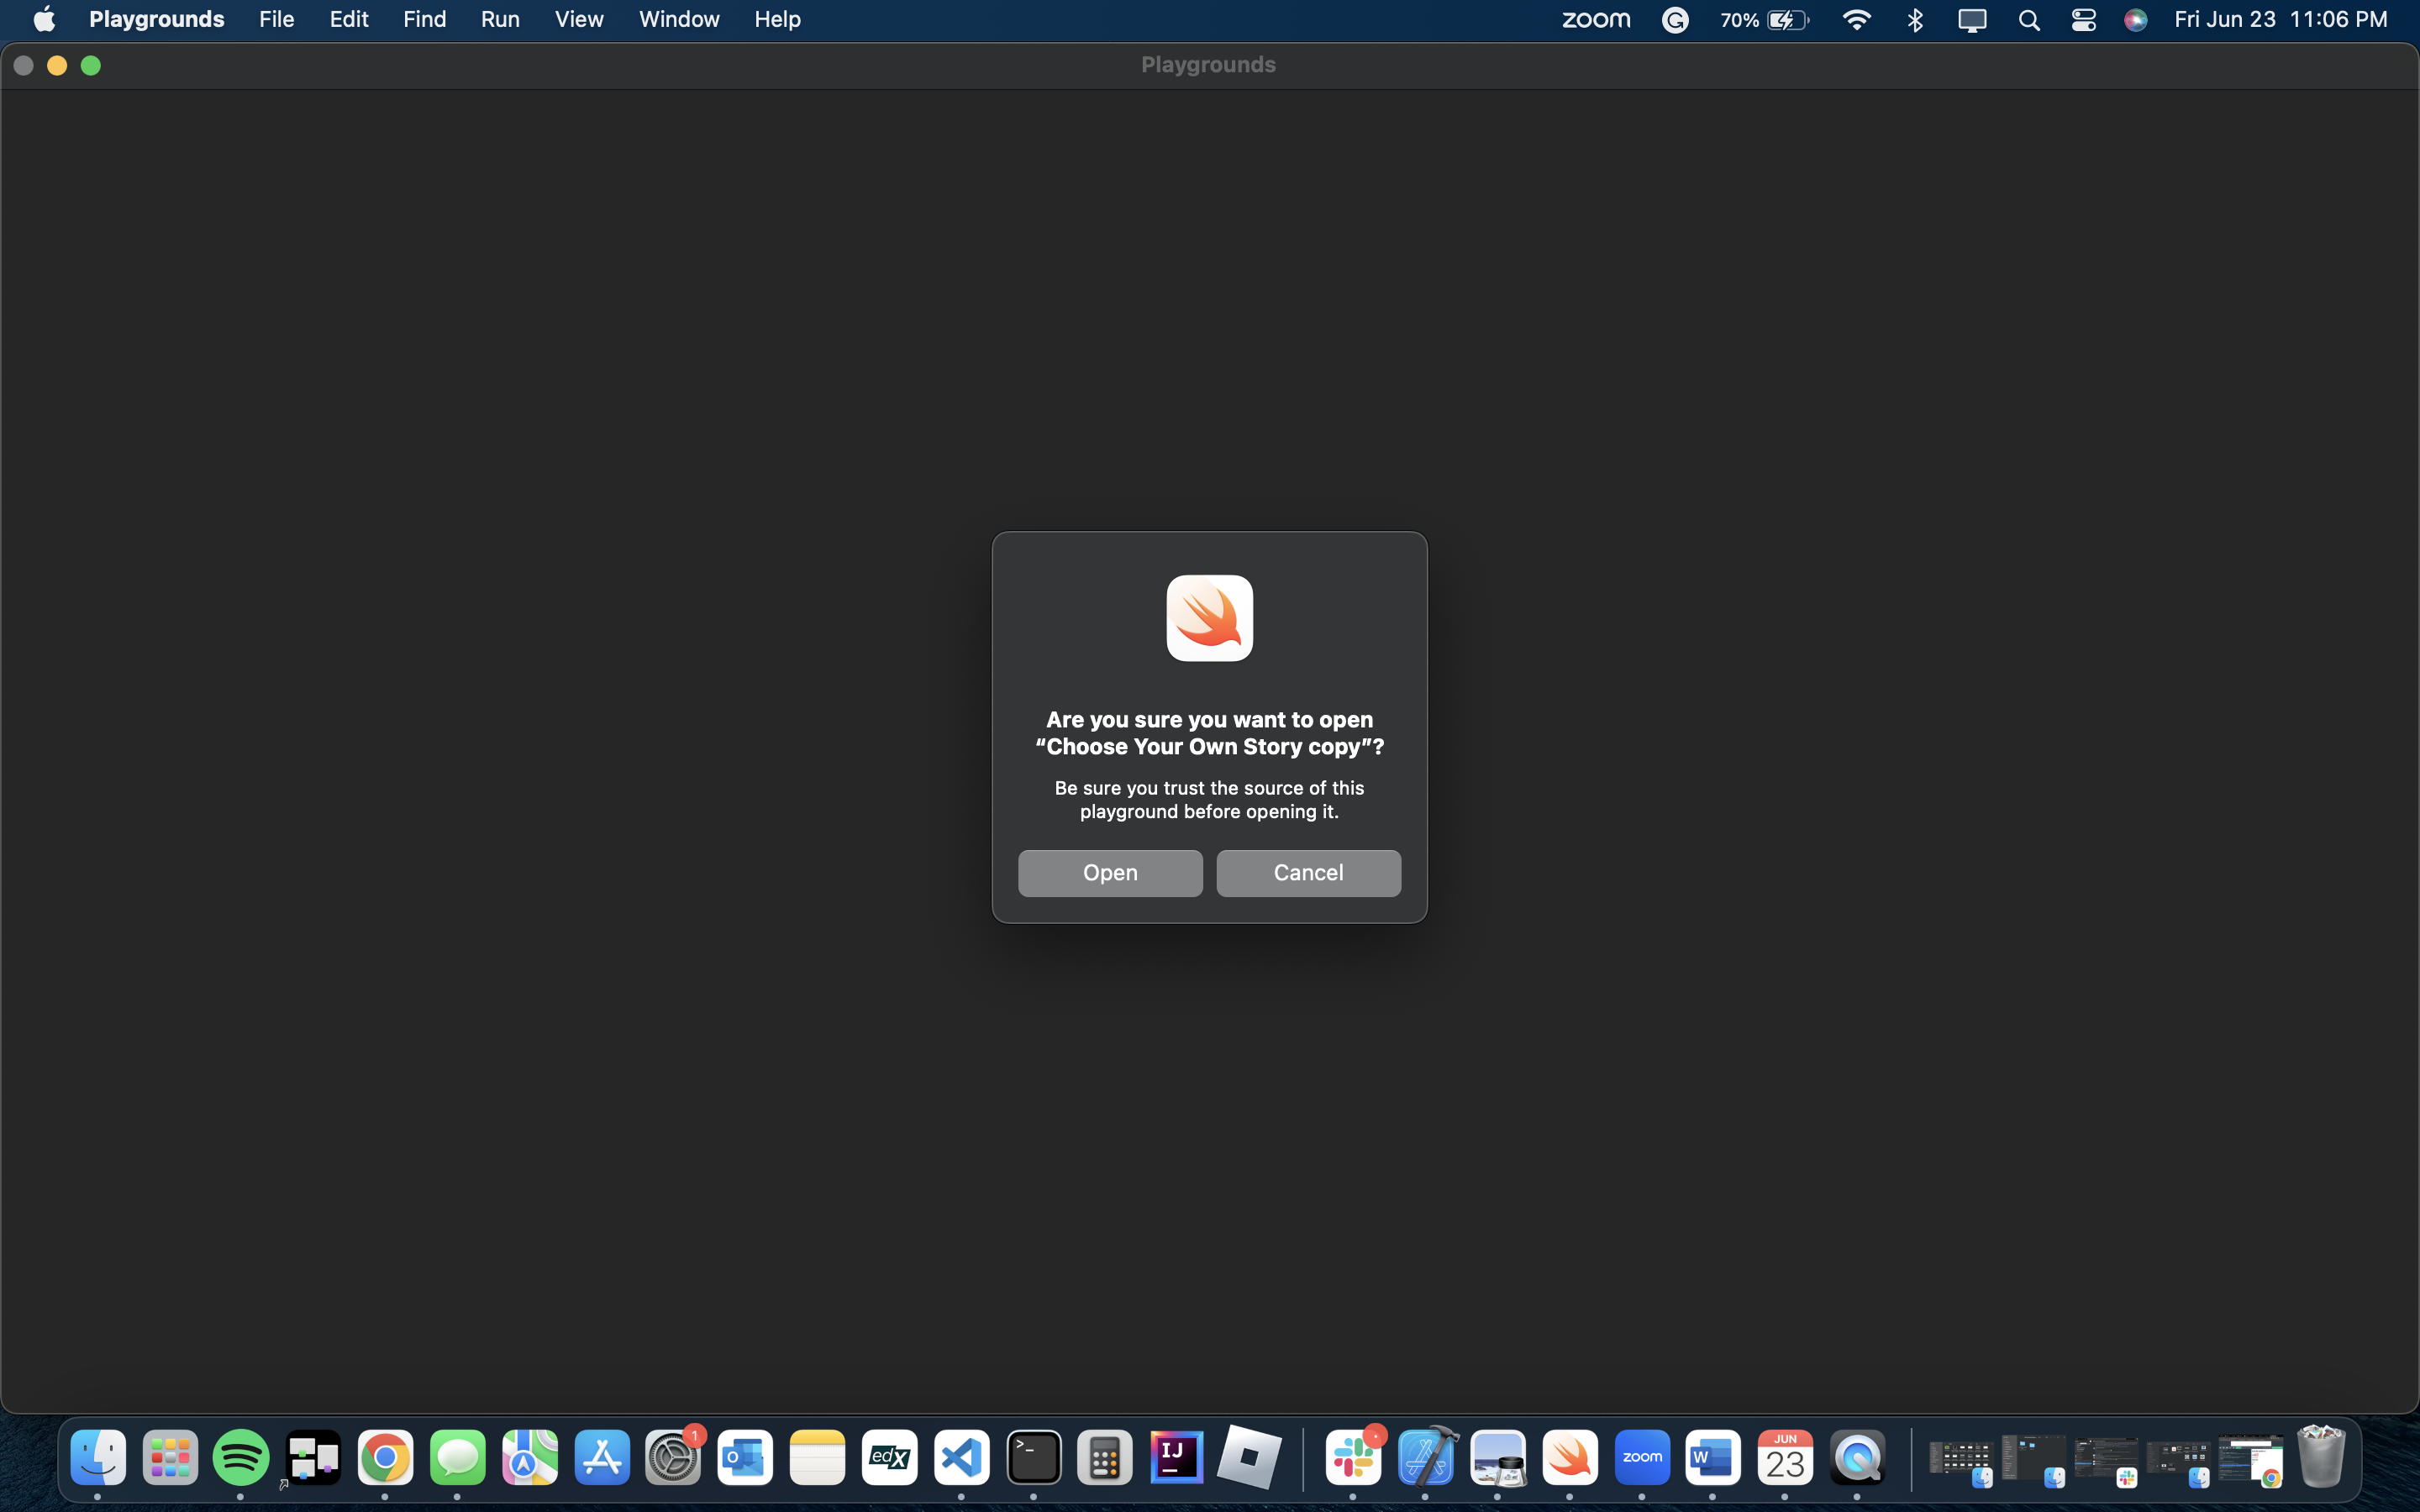 Playgrounds File Edit Find Run View Window Help zoom G 70% Fri Jun 23 11:06 PM
Playgrounds
Are you sure you want to open
“Choose Your Own Story copy”?
Be sure you trust the source of this
playground before opening it.
Open Cancel
1 edX >_ IJ zoom W JUN 23